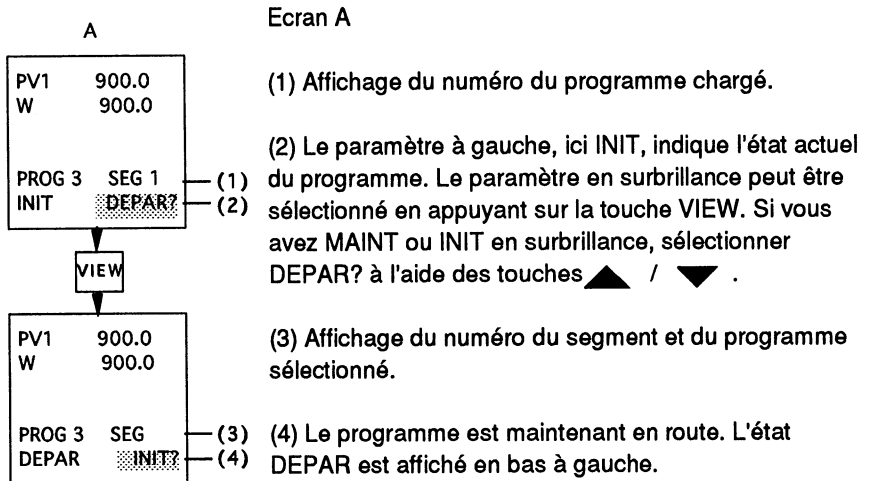 A
PV1 900.0
W 900.0
PROG 3 SEG 1 (1)
INIT DEPAR? (2)
VIEW
PV1 900.0
W 900.0
PROG 3 SEG (3)
DEPAR INIT? (4)
Ecran A
(1) Affichage du numéro du programme chargé.
(2) Le paramètre à gauche, ici INIT, indique l'état actuel
du programme. Le paramètre en surbrillance peut être
sélectionné en appuyant sur la touche VIEW. Si vous
avez MAINT ou INIT en surbrillance, sélectionner
DEPAR? à l'aide des touches ▲ / ▼ .
(3) Affichage du numéro du segment et du programme
sélectionné.
(4) Le programme est maintenant en route. L'état
DEPAR est affiché en bas à gauche.